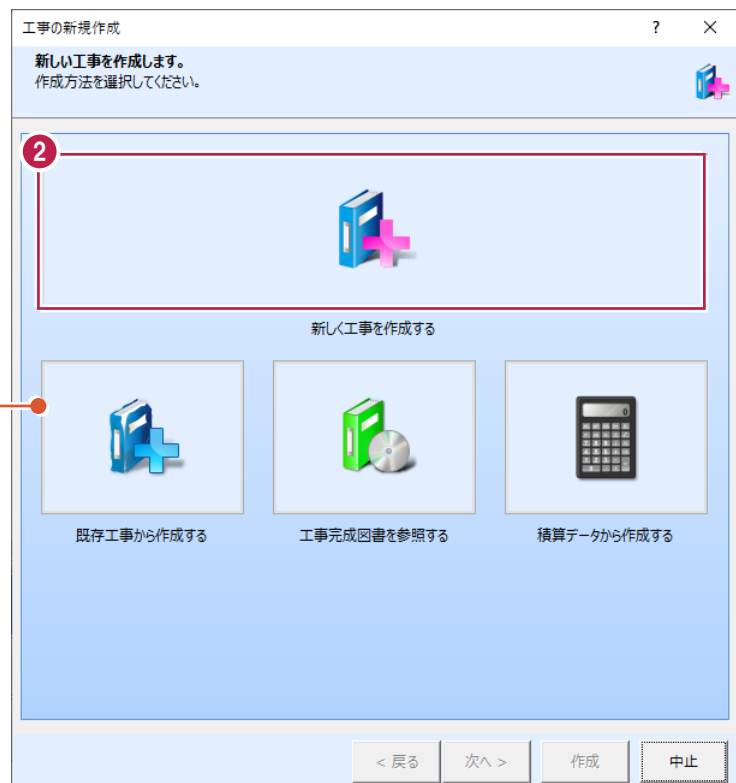 工事の新規作成
?
×
新しい工事を作成します。
作成方法を選択してください。
2
新しく工事を作成する
0
既存工事から作成する
工事完成図書を参照する
積算データから作成する
< 戻る
次へ >
作成
中止